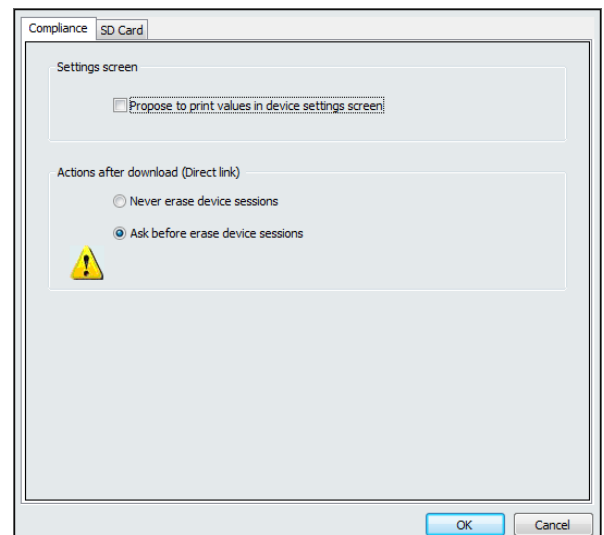 Compliance SD Card
Settings screen
Propose to print values in device settings screen
Actions after download (Direct link)
Never erase device sessions
Ask before erase device sessions
OK Cancel